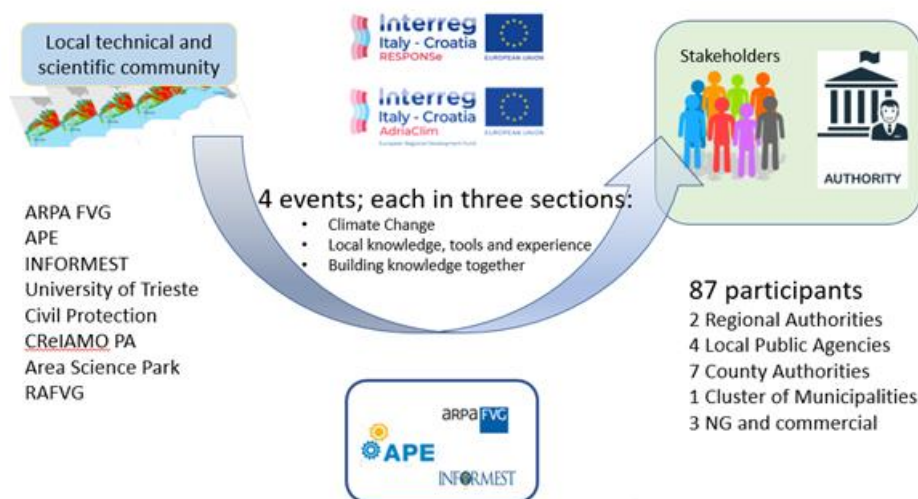 Local technical and
scientific community
Interreg
Italy - Croatia
RESPONSe
EUROPEAN UNION
Interreg
Italy - Croatia
AdriaClim
European Regional Development Fund
EUROPEAN UNION
Stakeholders
AUTHORITY
4 events; each in three sections:
• Climate Change
• Local knowledge, tools and experience
• Building knowledge together
ARPA FVG
APE
INFORMEST
University of Trieste
Civil Protection
CReIAMO PA
Area Science Park
RAFVG
87 participants
2 Regional Authorities
4 Local Public Agencies
7 County Authorities
1 Cluster of Municipalities
3 NG and commercial
arpa FVG
APE
INFORMEST